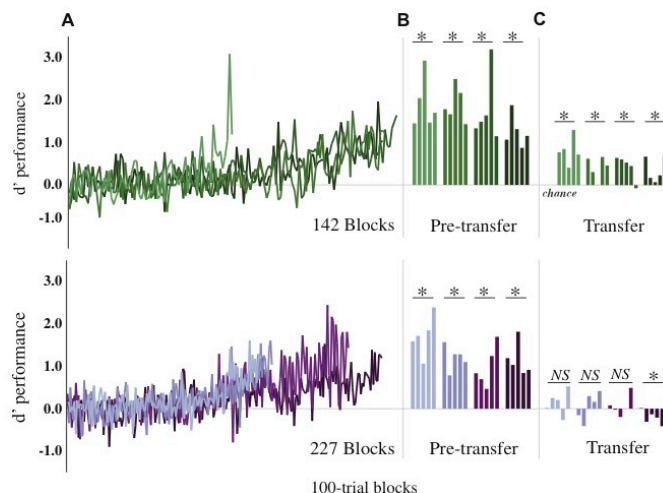 A B C
3.0 * * * *
2.0
1.0 * * * *
0.0
chance
-1.0
d' performance
142 Blocks Pre-transfer Transfer
3.0 * * * *
2.0
1.0 NS NS NS *
0.0
-1.0
d' performance
227 Blocks Pre-transfer Transfer
100-trial blocks